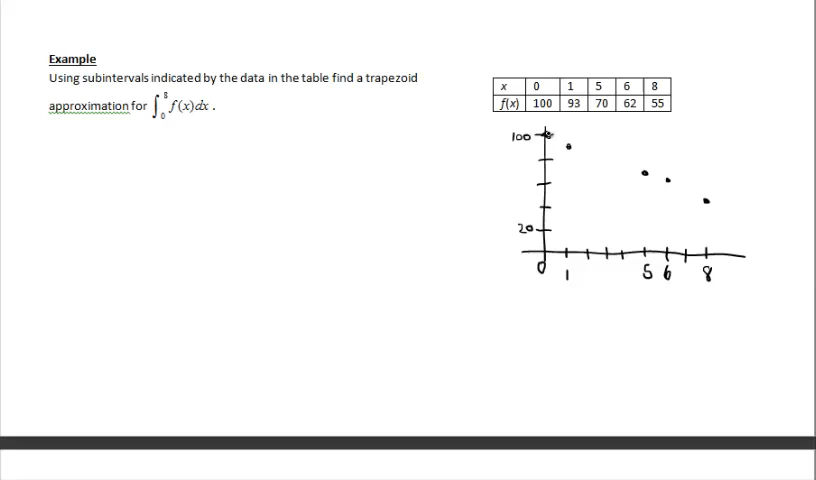 Example
Using subintervals indicated by the data in the table find a trapezoid
approximation for ∫₀⁸ f(x)dx .
x 0 1 5 6 8
f(x) 100 93 70 62 55
100
20
0 1 5 6 8